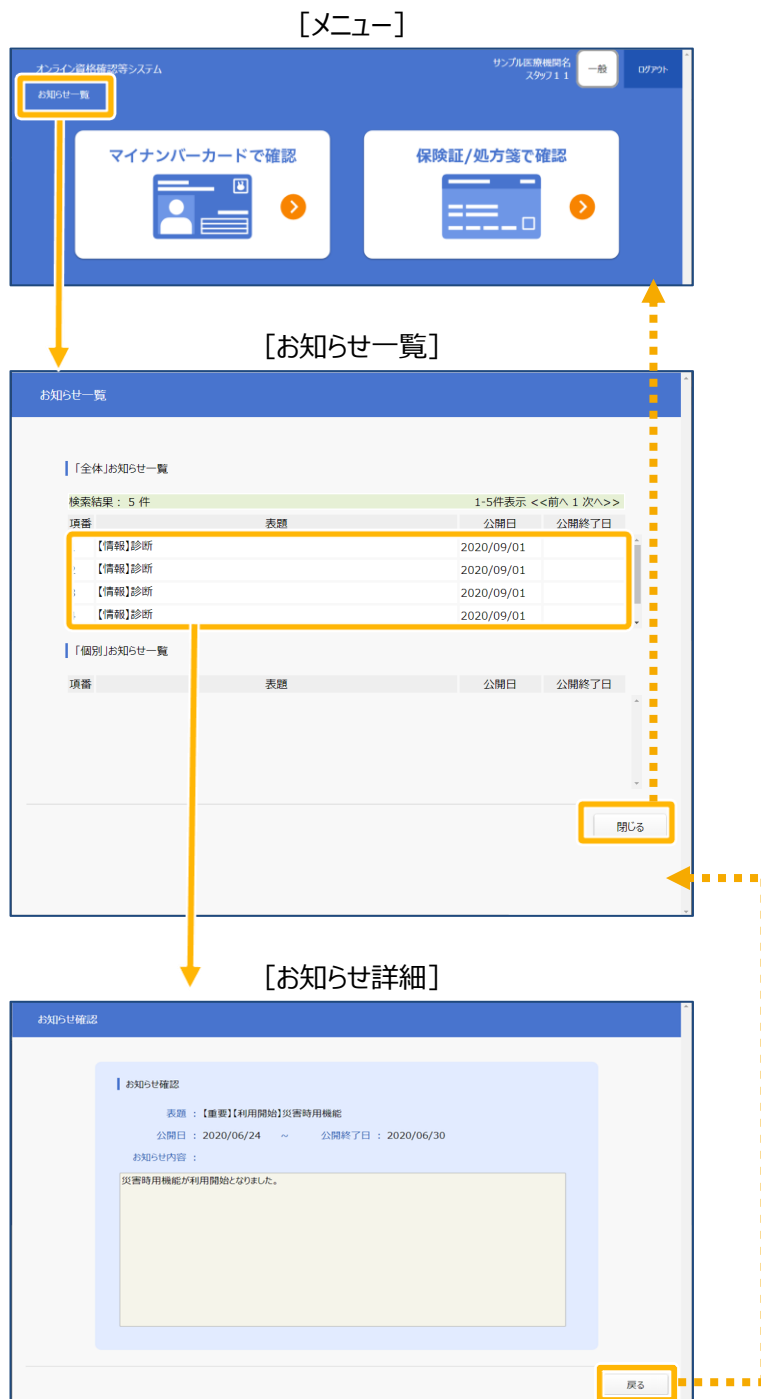 [メニュー]
オンライン資格確認等システム
サンプル医療機関名
スタッフ11
一般
ログアウト
お知らせ一覧
マイナンバーカードで確認
保険証/処方箋で確認
[お知らせ一覧]
お知らせ一覧
「全体」お知らせ一覧
検索結果： 5 件 1-5件表示 <<前へ 1 次へ>>
項番 表題 公開日 公開終了日
【情報】診断 2020/09/01
【情報】診断 2020/09/01
【情報】診断 2020/09/01
【情報】診断 2020/09/01
「個別」お知らせ一覧
項番 表題 公開日 公開終了日
閉じる
[お知らせ詳細]
お知らせ確認
お知らせ確認
表題 ：【重要】【利用開始】災害時用機能
公開日 ： 2020/06/24 ～ 公開終了日 ： 2020/06/30
お知らせ内容 ：
災害時用機能が利用開始となりました。
戻る